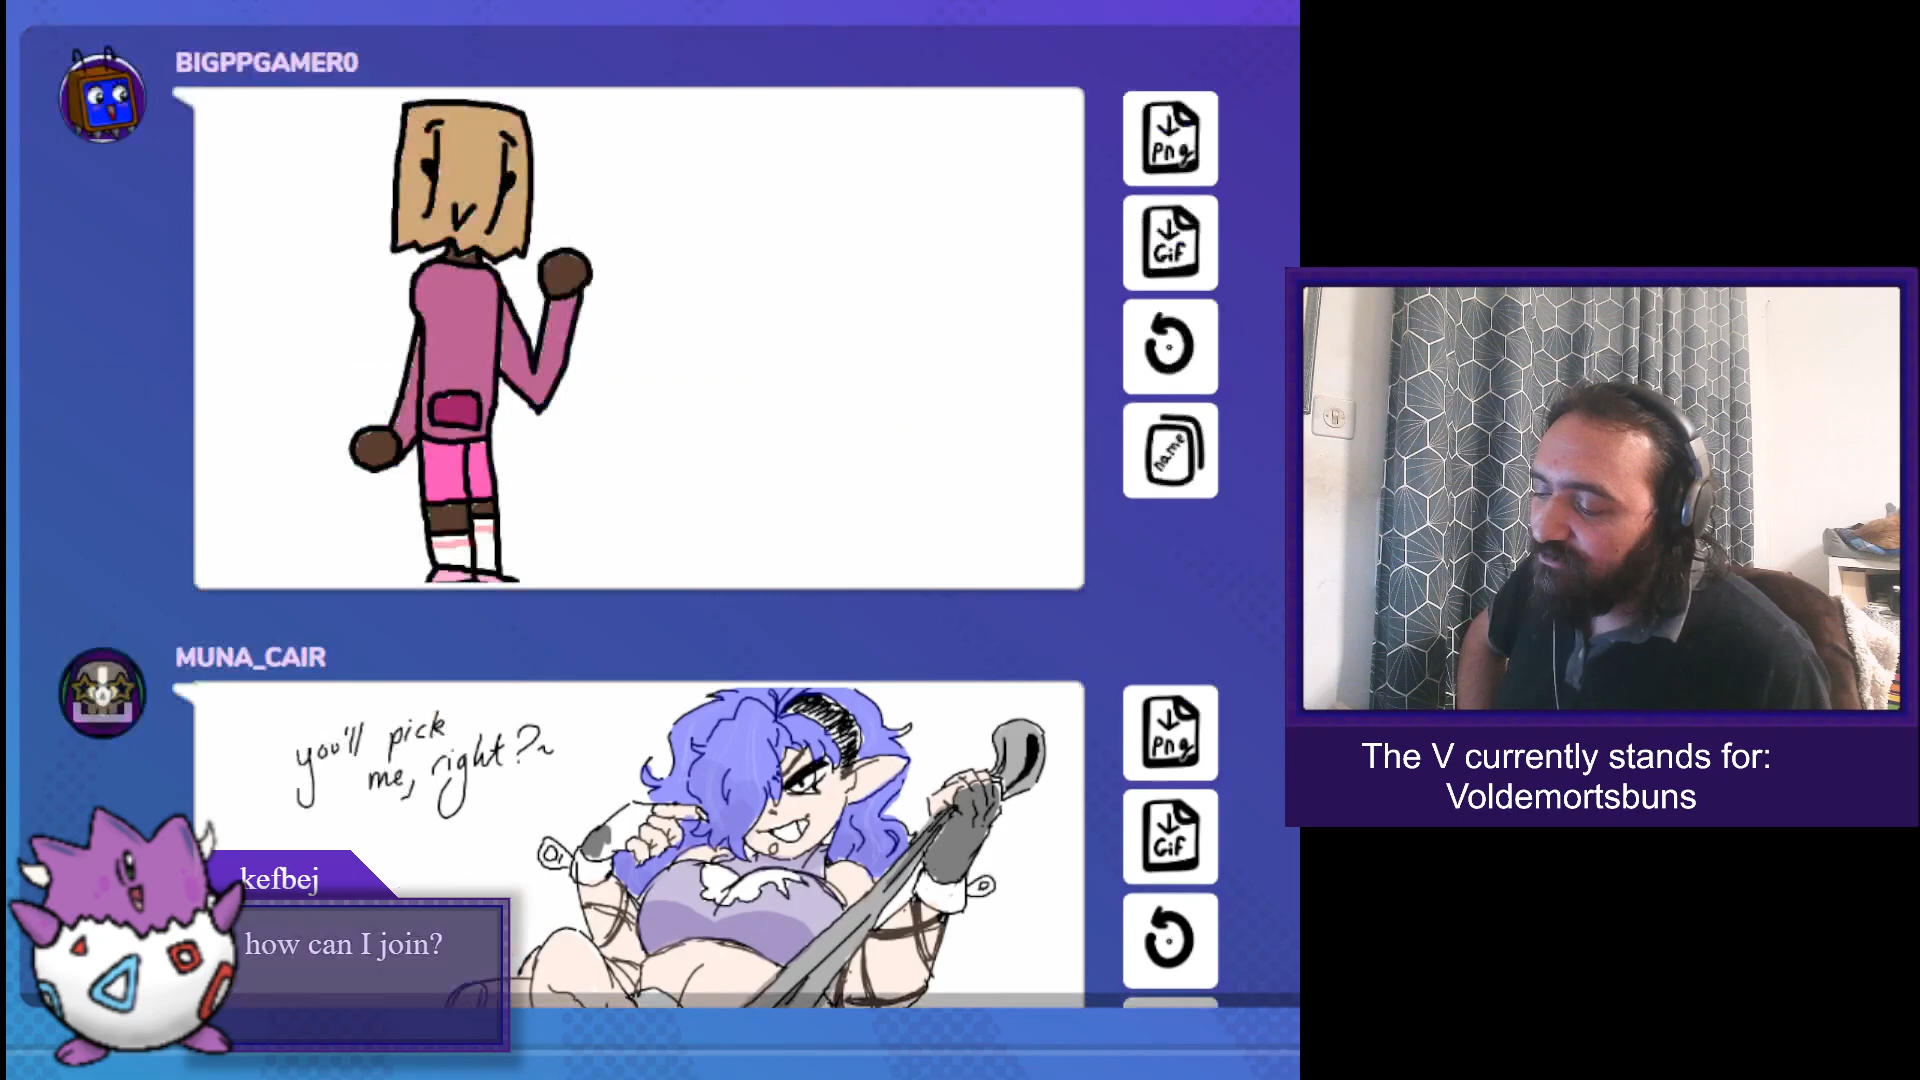 BIGPPGAMER0
Png
Gif
name
MUNA_CAIR
you'll pick
me, right?~
Png
Gif
kefbej
how can I join?
The V currently stands for:
Voldemortsbuns